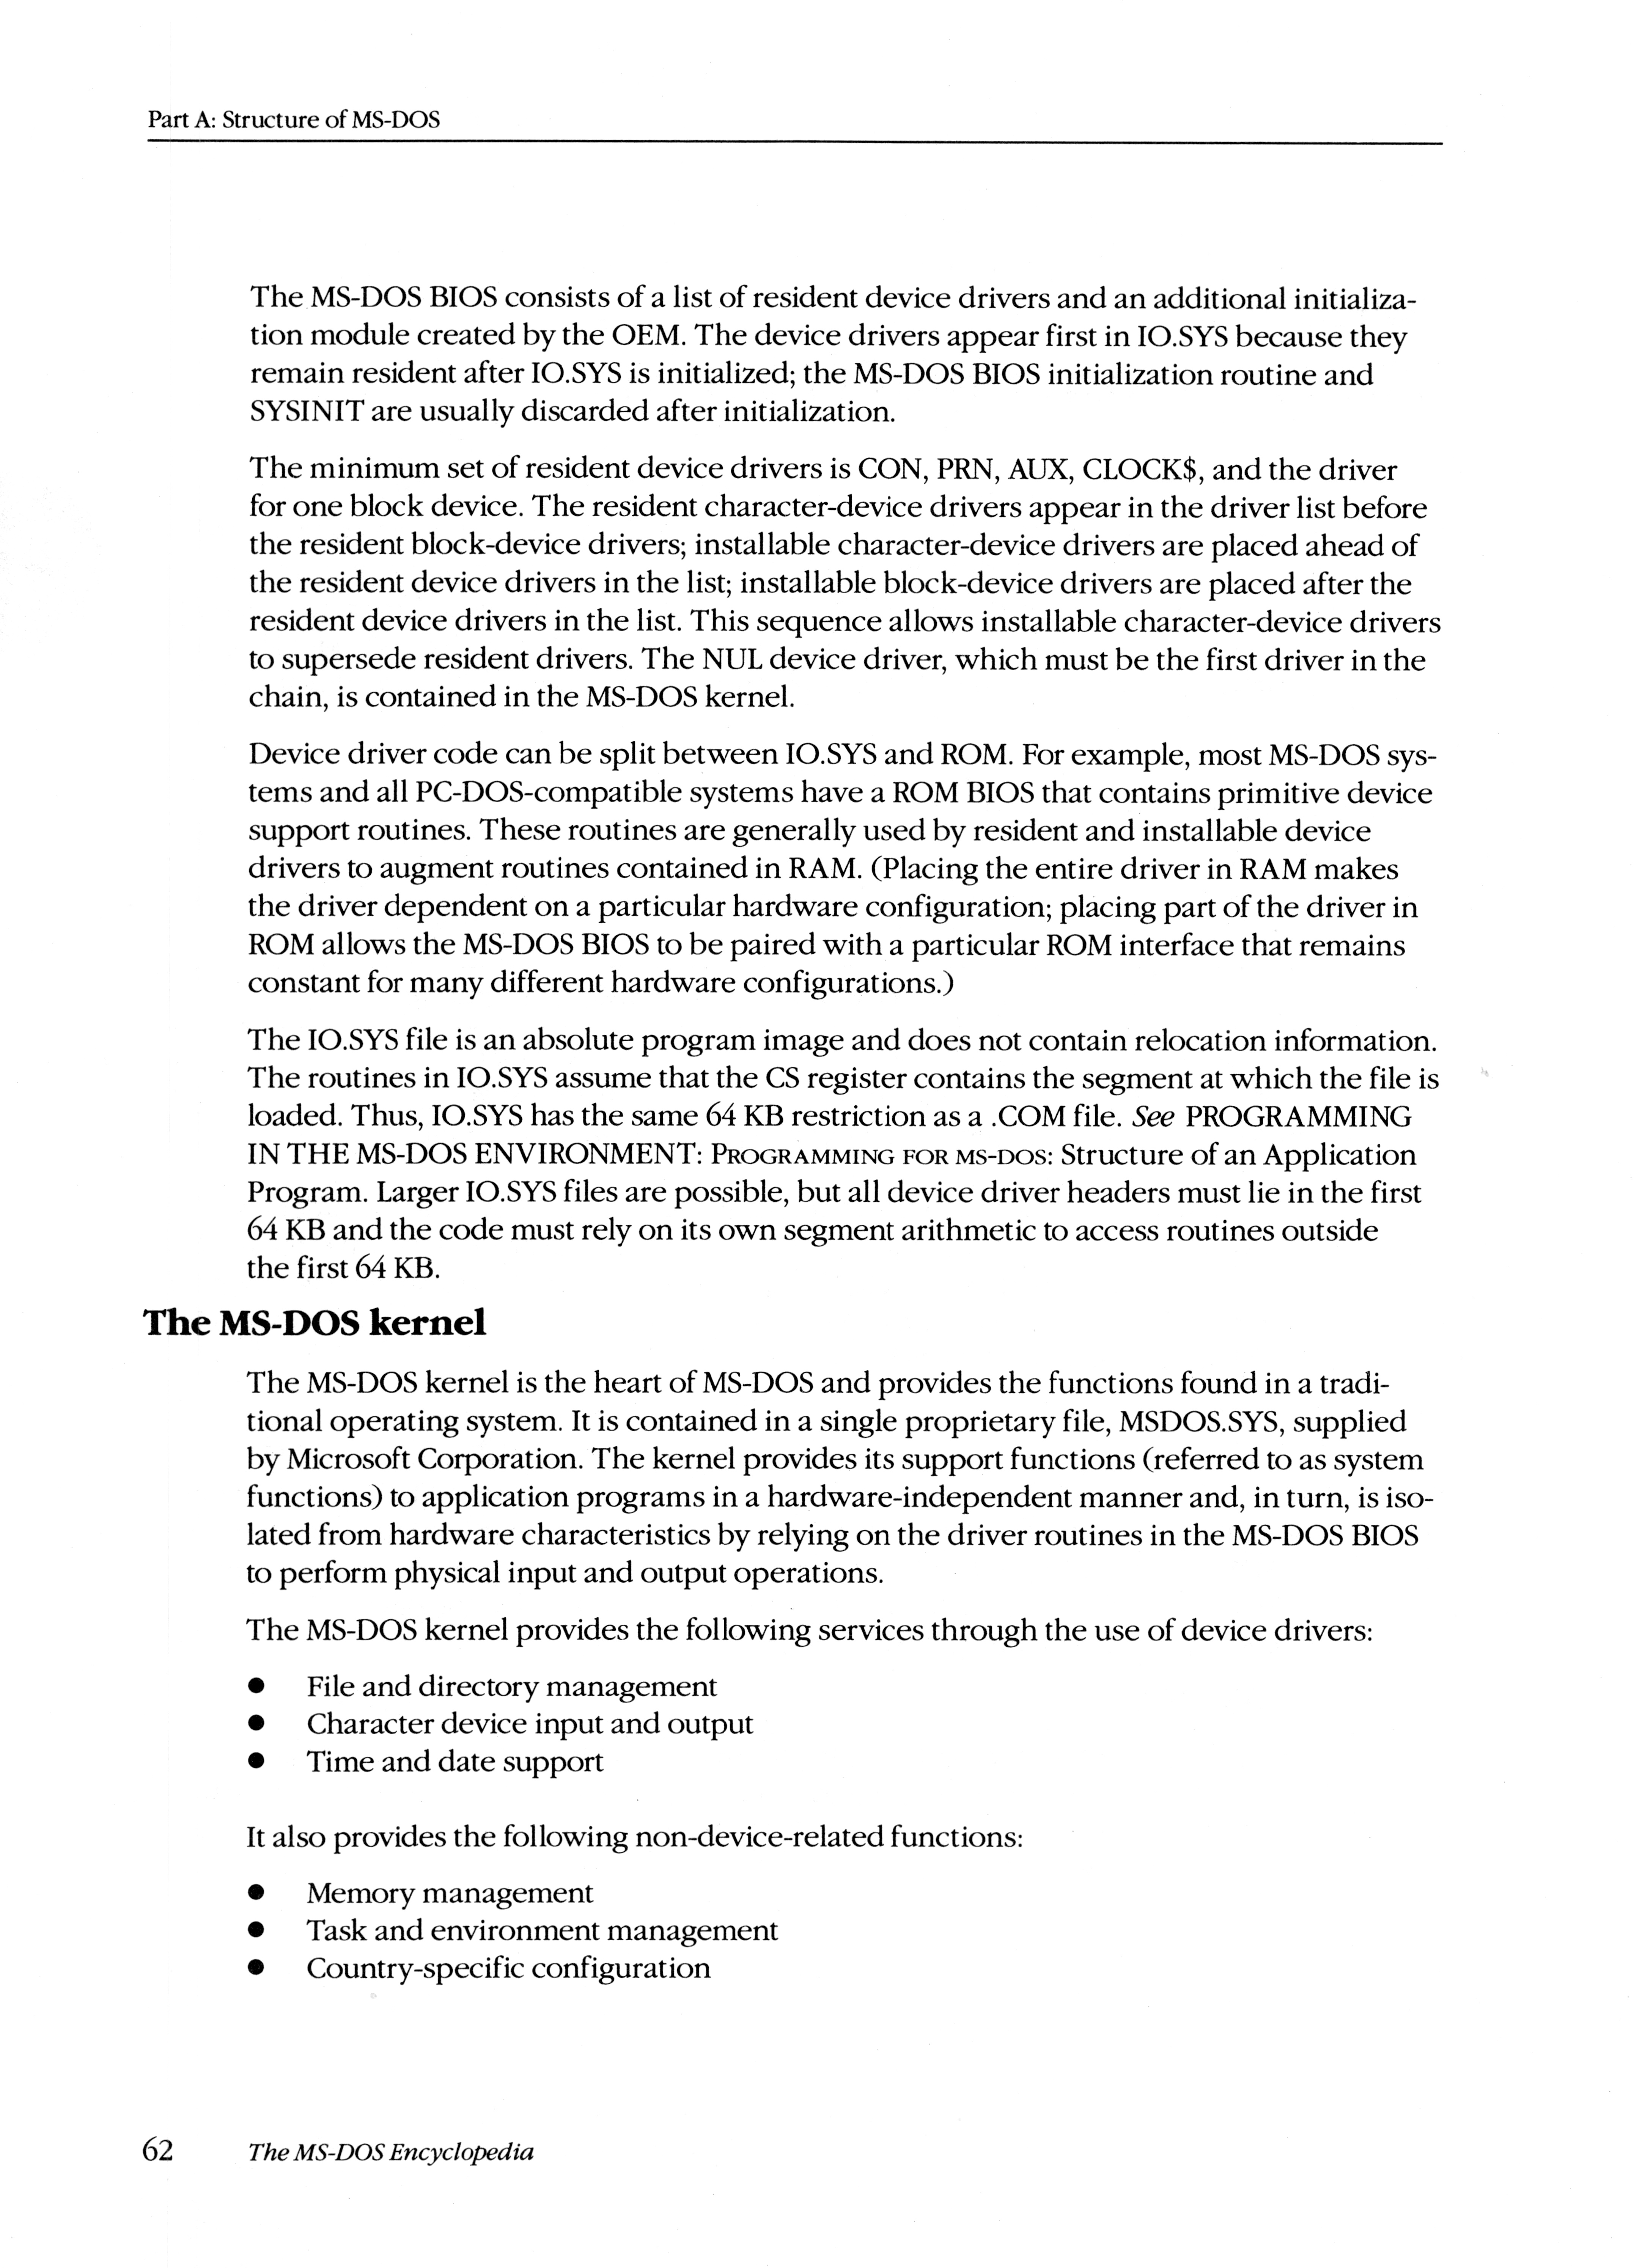 Part A: Structure of MS-DOS
The MS-DOS BIOS consists of a list of resident device drivers and an additional initializa-
tion module created by the OEM. The device drivers appear first in IO.SYS because they
remain resident after IO.SYS is initialized; the MS-DOS BIOS initialization routine and
SYSINIT are usually discarded after initialization.
The minimum set of resident device drivers is CON, PRN, AUX, CLOCK$, and the driver
for one block device. The resident character-device drivers appear in the driver list before
the resident block-device drivers; installable character-device drivers are placed ahead of
the resident device drivers in the list; installable block-device drivers are placed after the
resident device drivers in the list. This sequence allows installable character-device drivers
to supersede resident drivers. The NUL device driver, which must be the first driver in the
chain, is contained in the MS-DOS kernel.
Device driver code can be split between IO.SYS and ROM. For example, most MS-DOS sys-
tems and all PC-DOS-compatible systems have a ROM BIOS that contains primitive device
support routines. These routines are generally used by resident and installable device
drivers to augment routines contained in RAM. (Placing the entire driver in RAM makes
the driver dependent on a particular hardware configuration; placing part of the driver in
ROM allows the MS-DOS BIOS to be paired with a particular ROM interface that remains
constant for many different hardware configurations.)
The IO.SYS file is an absolute program image and does not contain relocation information.
The routines in IO.SYS assume that the CS register contains the segment at which the file is
loaded. Thus, IO.SYS has the same 64 KB restriction as a .COM file. See PROGRAMMING
IN THE MS-DOS ENVIRONMENT: PROGRAMMING FOR MS-DOS: Structure of an Application
Program. Larger IO.SYS files are possible, but all device driver headers must lie in the first
64 KB and the code must rely on its own segment arithmetic to access routines outside
the first 64 KB.
The MS-DOS kernel
The MS-DOS kernel is the heart of MS-DOS and provides the functions found in a tradi-
tional operating system. It is contained in a single proprietary file, MSDOS.SYS, supplied
by Microsoft Corporation. The kernel provides its support functions (referred to as system
functions) to application programs in a hardware-independent manner and, in turn, is iso-
lated from hardware characteristics by relying on the driver routines in the MS-DOS BIOS
to perform physical input and output operations.
The MS-DOS kernel provides the following services through the use of device drivers:
● File and directory management
● Character device input and output
● Time and date support
It also provides the following non-device-related functions:
● Memory management
● Task and environment management
● Country-specific configuration
62 The MS-DOS Encyclopedia